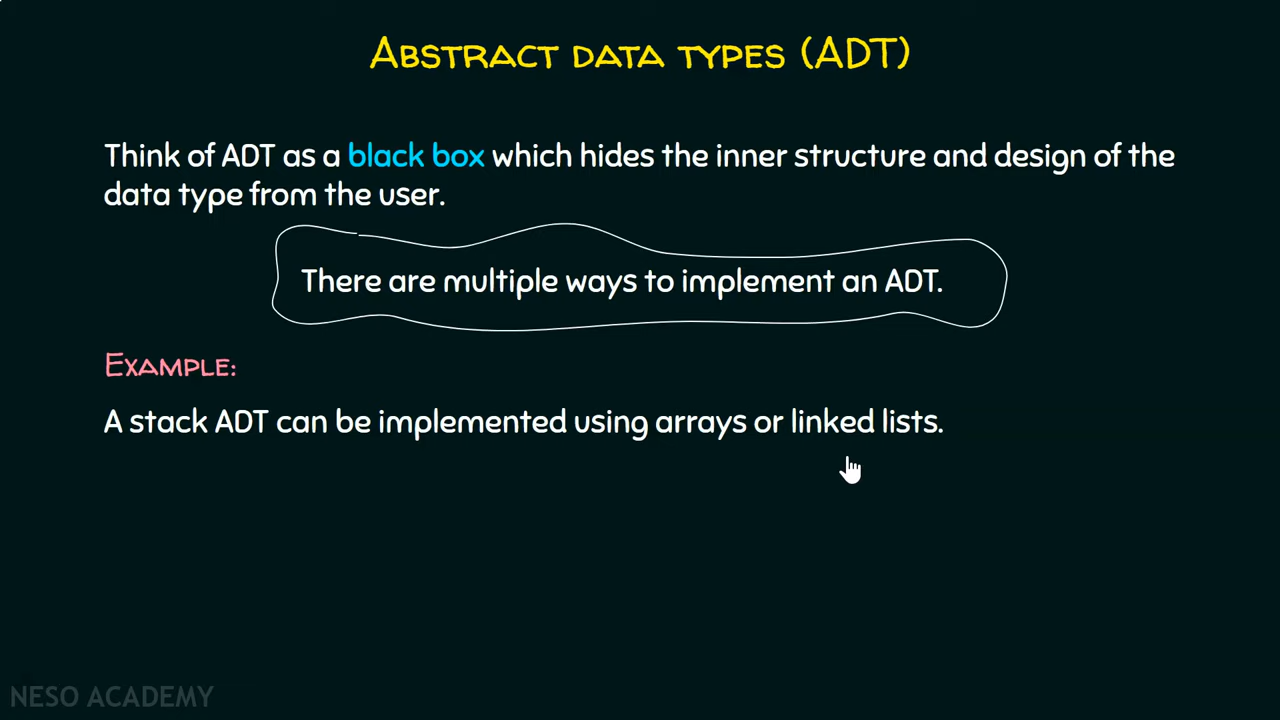 ABSTRACT DATA TYPES (ADT)
Think of ADT as a black box which hides the inner structure and design of the
data type from the user.
There are multiple ways to implement an ADT.
EXAMPLE:
A stack ADT can be implemented using arrays or linked lists.
NESO ACADEMY